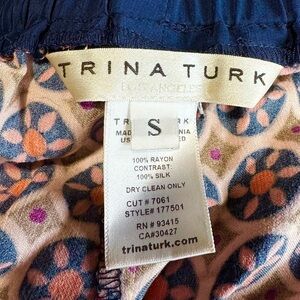 TRINA TURK
LOS ANGELES
S
100% RAYON
CONTRAST:
100% SILK
DRY CLEAN ONLY
CUT # 7061
STYLE# 177501
RN # 93415
CA#30427
trinaturk.com